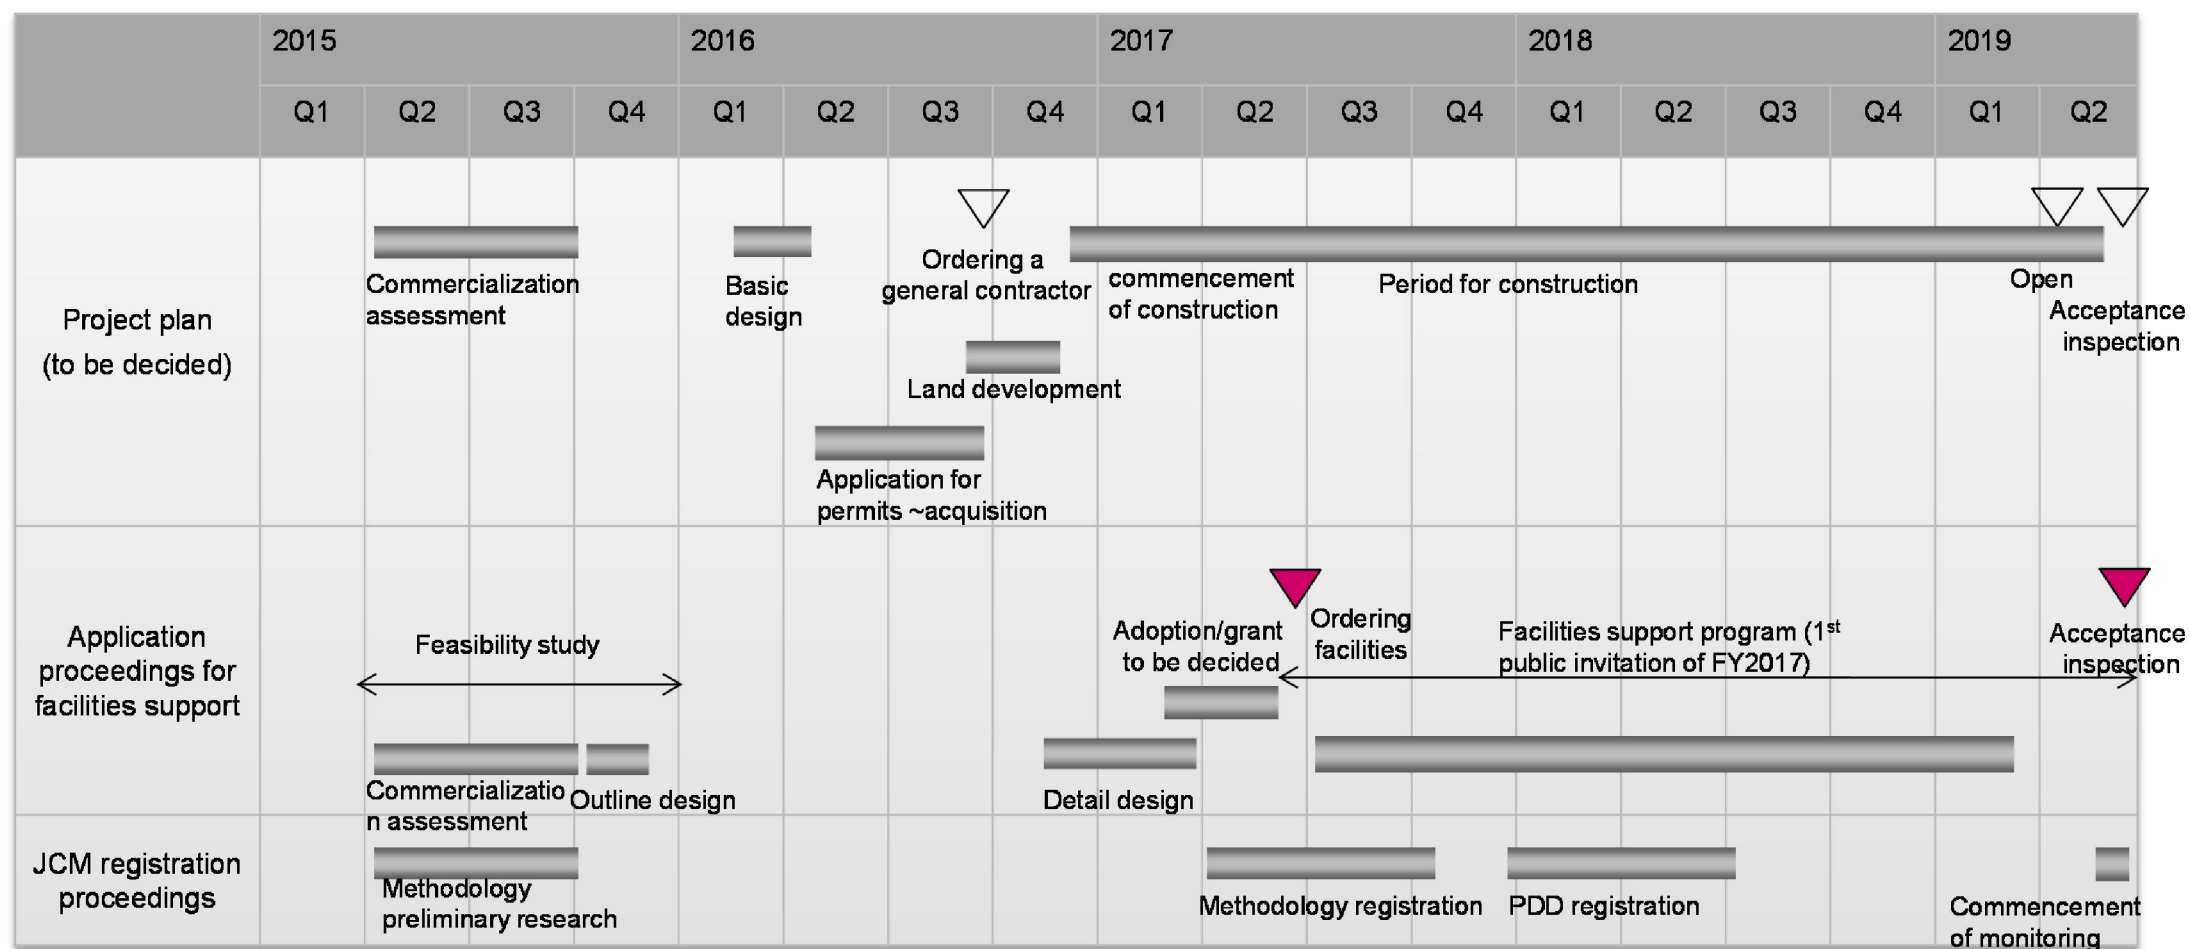 2015 2016 2017 2018 2019
Q1 Q2 Q3 Q4 Q1 Q2 Q3 Q4 Q1 Q2 Q3 Q4 Q1 Q2 Q3 Q4 Q1 Q2
Project plan
(to be decided)
Commercialization
assessment
Basic
design
Ordering a
general contractor
commencement
of construction
Period for construction
Open
Acceptance
inspection
Land development
Application for
permits ~acquisition
Application
proceedings for
facilities support
Feasibility study
Adoption/grant
to be decided
Ordering
facilities
Facilities support program (1st
public invitation of FY2017)
Acceptance
inspection
Commercializatio
n assessment
Outline design
Detail design
JCM registration
proceedings
Methodology
preliminary research
Methodology registration
PDD registration
Commencement
of monitoring